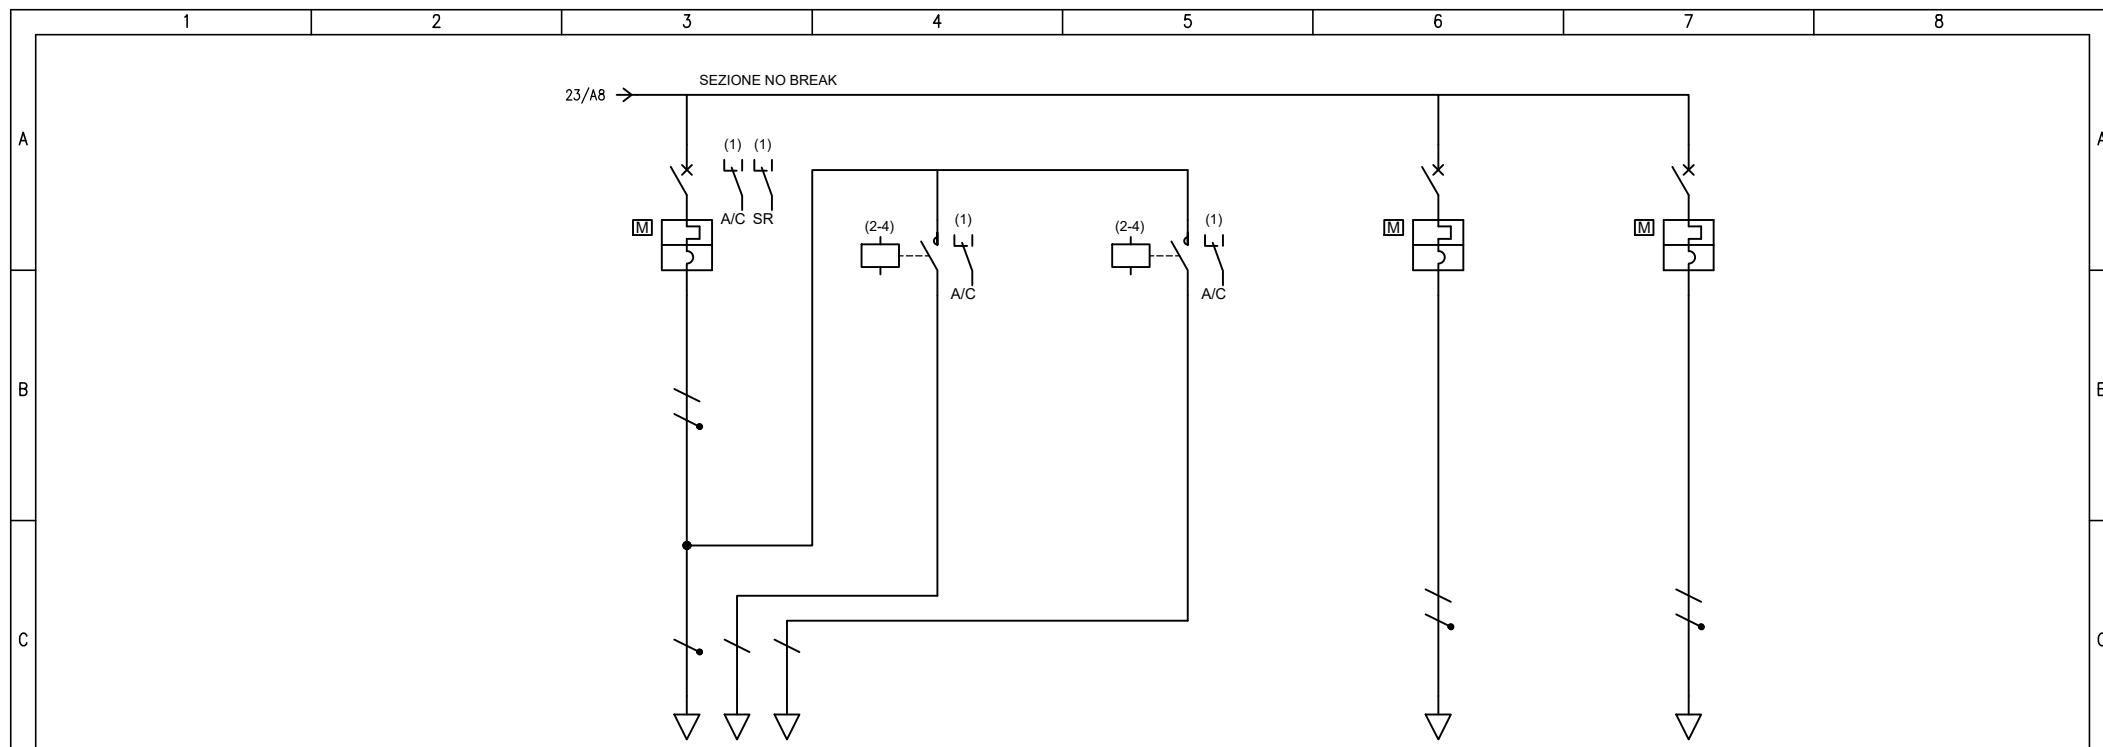 1 2 3 4 5 6 7 8
SEZIONE NO BREAK
23/A8
A A
(1) (1)
A/C SR
(2-4) (1) (2-4) (1)
M M M
A/C A/C
B
C